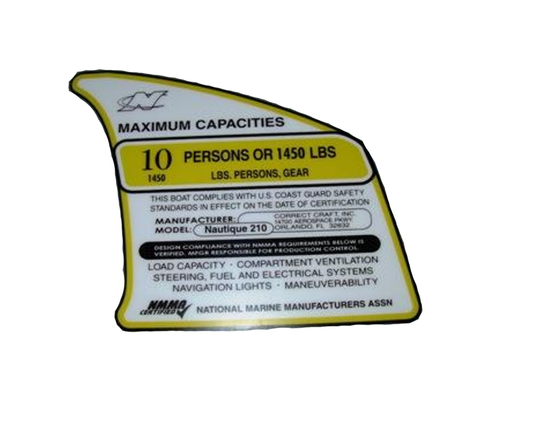 MAXIMUM CAPACITIES
10 PERSONS OR 1450 LBS
1450 LBS. PERSONS, GEAR
THIS BOAT COMPLIES WITH U.S. COAST GUARD SAFETY
STANDARDS IN EFFECT ON THE DATE OF CERTIFICATION
MANUFACTURER: CORRECT CRAFT, INC.
14700 AEROSPACE PKWY
MODEL: Nautique 210 ORLANDO, FL 32832
DESIGN COMPLIANCE WITH NMMA REQUIREMENTS BELOW IS
VERIFIED. MFGR RESPONSIBLE FOR PRODUCTION CONTROL.
LOAD CAPACITY · COMPARTMENT VENTILATION
STEERING, FUEL AND ELECTRICAL SYSTEMS
NAVIGATION LIGHTS · MANEUVERABILITY
NMMA
CERTIFIED NATIONAL MARINE MANUFACTURERS ASSN